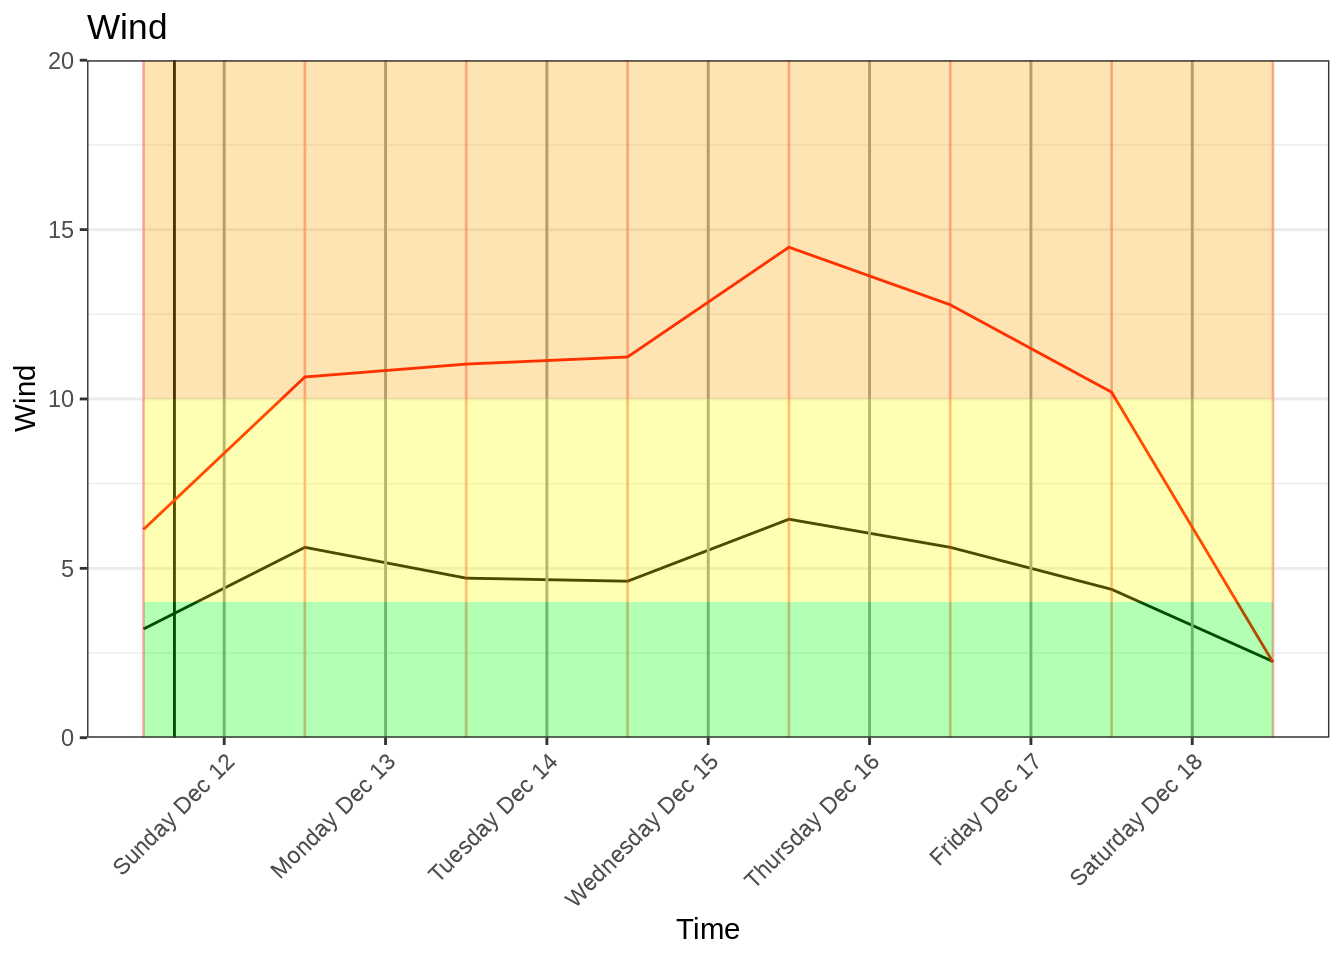 Wind
20
15
10
5
0
Wind
Sunday Dec 12
Monday Dec 13
Tuesday Dec 14
Wednesday Dec 15
Thursday Dec 16
Friday Dec 17
Saturday Dec 18
Time